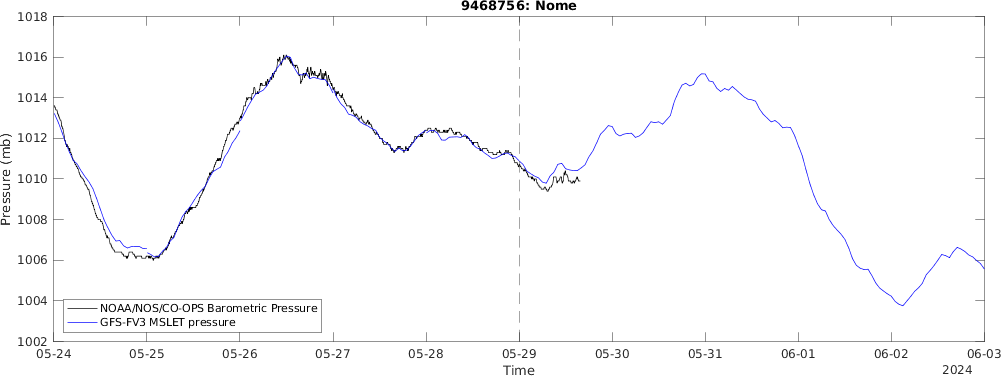 9468756: Nome
1018
1016
1014
1012
1010
1008
1006
1004
1002
Pressure (mb)
NOAA/NOS/CO-OPS Barometric Pressure
GFS-FV3 MSLET pressure
05-24 05-25 05-26 05-27 05-28 05-29 05-30 05-31 06-01 06-02 06-03
Time
2024